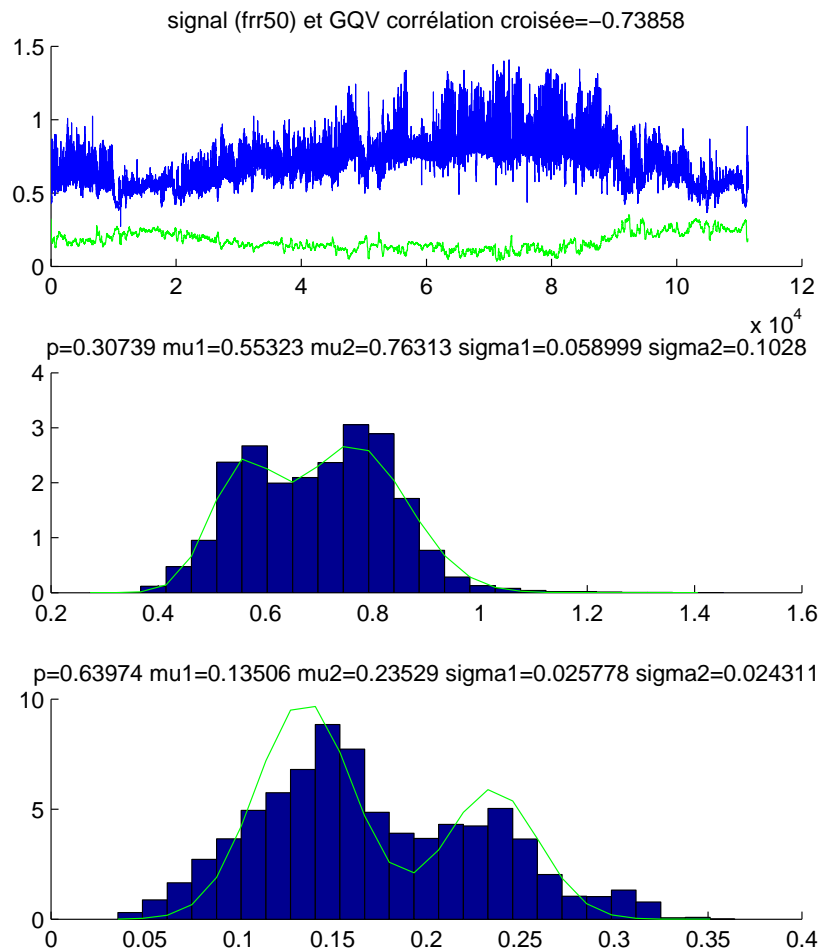 signal (frr50) et GQV corrélation croisée=−0.73858
1.5
1
0.5
0
0 2 4 6 8 10 12
x 10^4
p=0.30739 mu1=0.55323 mu2=0.76313 sigma1=0.058999 sigma2=0.1028
4
3
2
1
0
0.2 0.4 0.6 0.8 1 1.2 1.4 1.6
p=0.63974 mu1=0.13506 mu2=0.23529 sigma1=0.025778 sigma2=0.024311
10
5
0
0 0.05 0.1 0.15 0.2 0.25 0.3 0.35 0.4